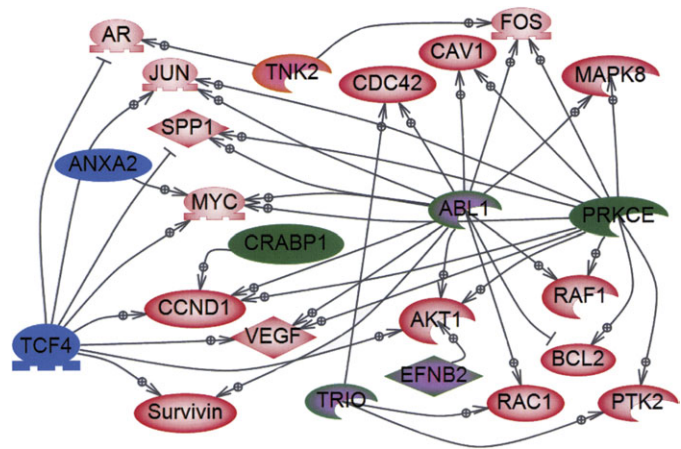 AR
FOS
CAV1
TNK2
JUN
CDC42
MAPK8
SPP1
ANXA2
MYC
ABL1
PRKCE
CRABP1
CCND1
RAF1
AKT1
VEGF
TCF4
BCL2
EFNB2
TRIO
RAC1
PTK2
Survivin